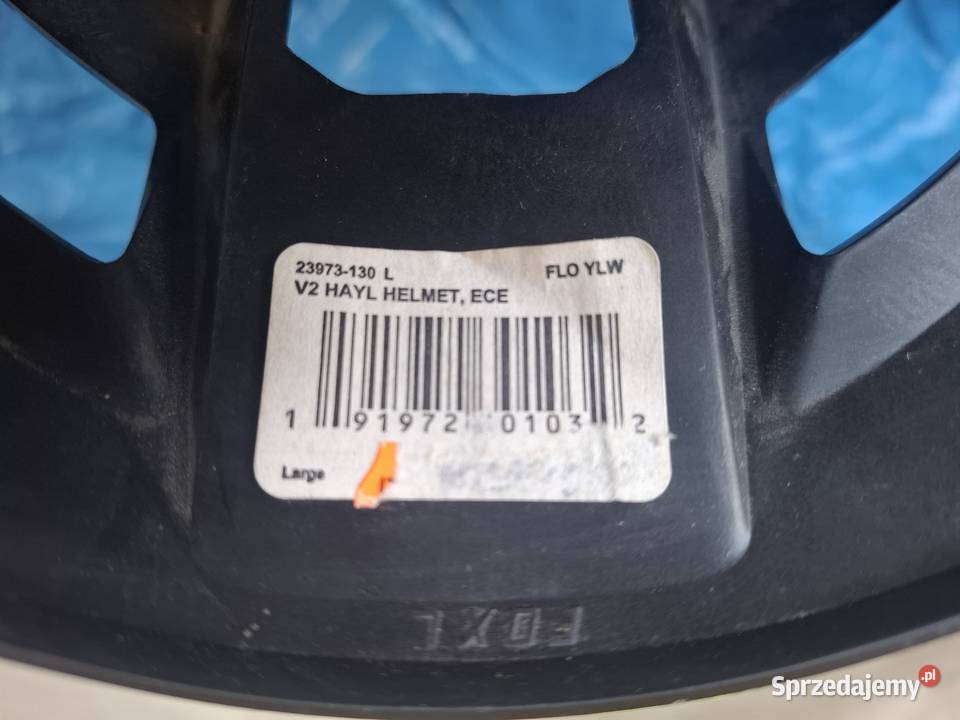 23973-130 L FLO YLW
V2 HAYL HELMET, ECE
1 91972 0103 2
Large
FOX
Sprzedajemy.pl